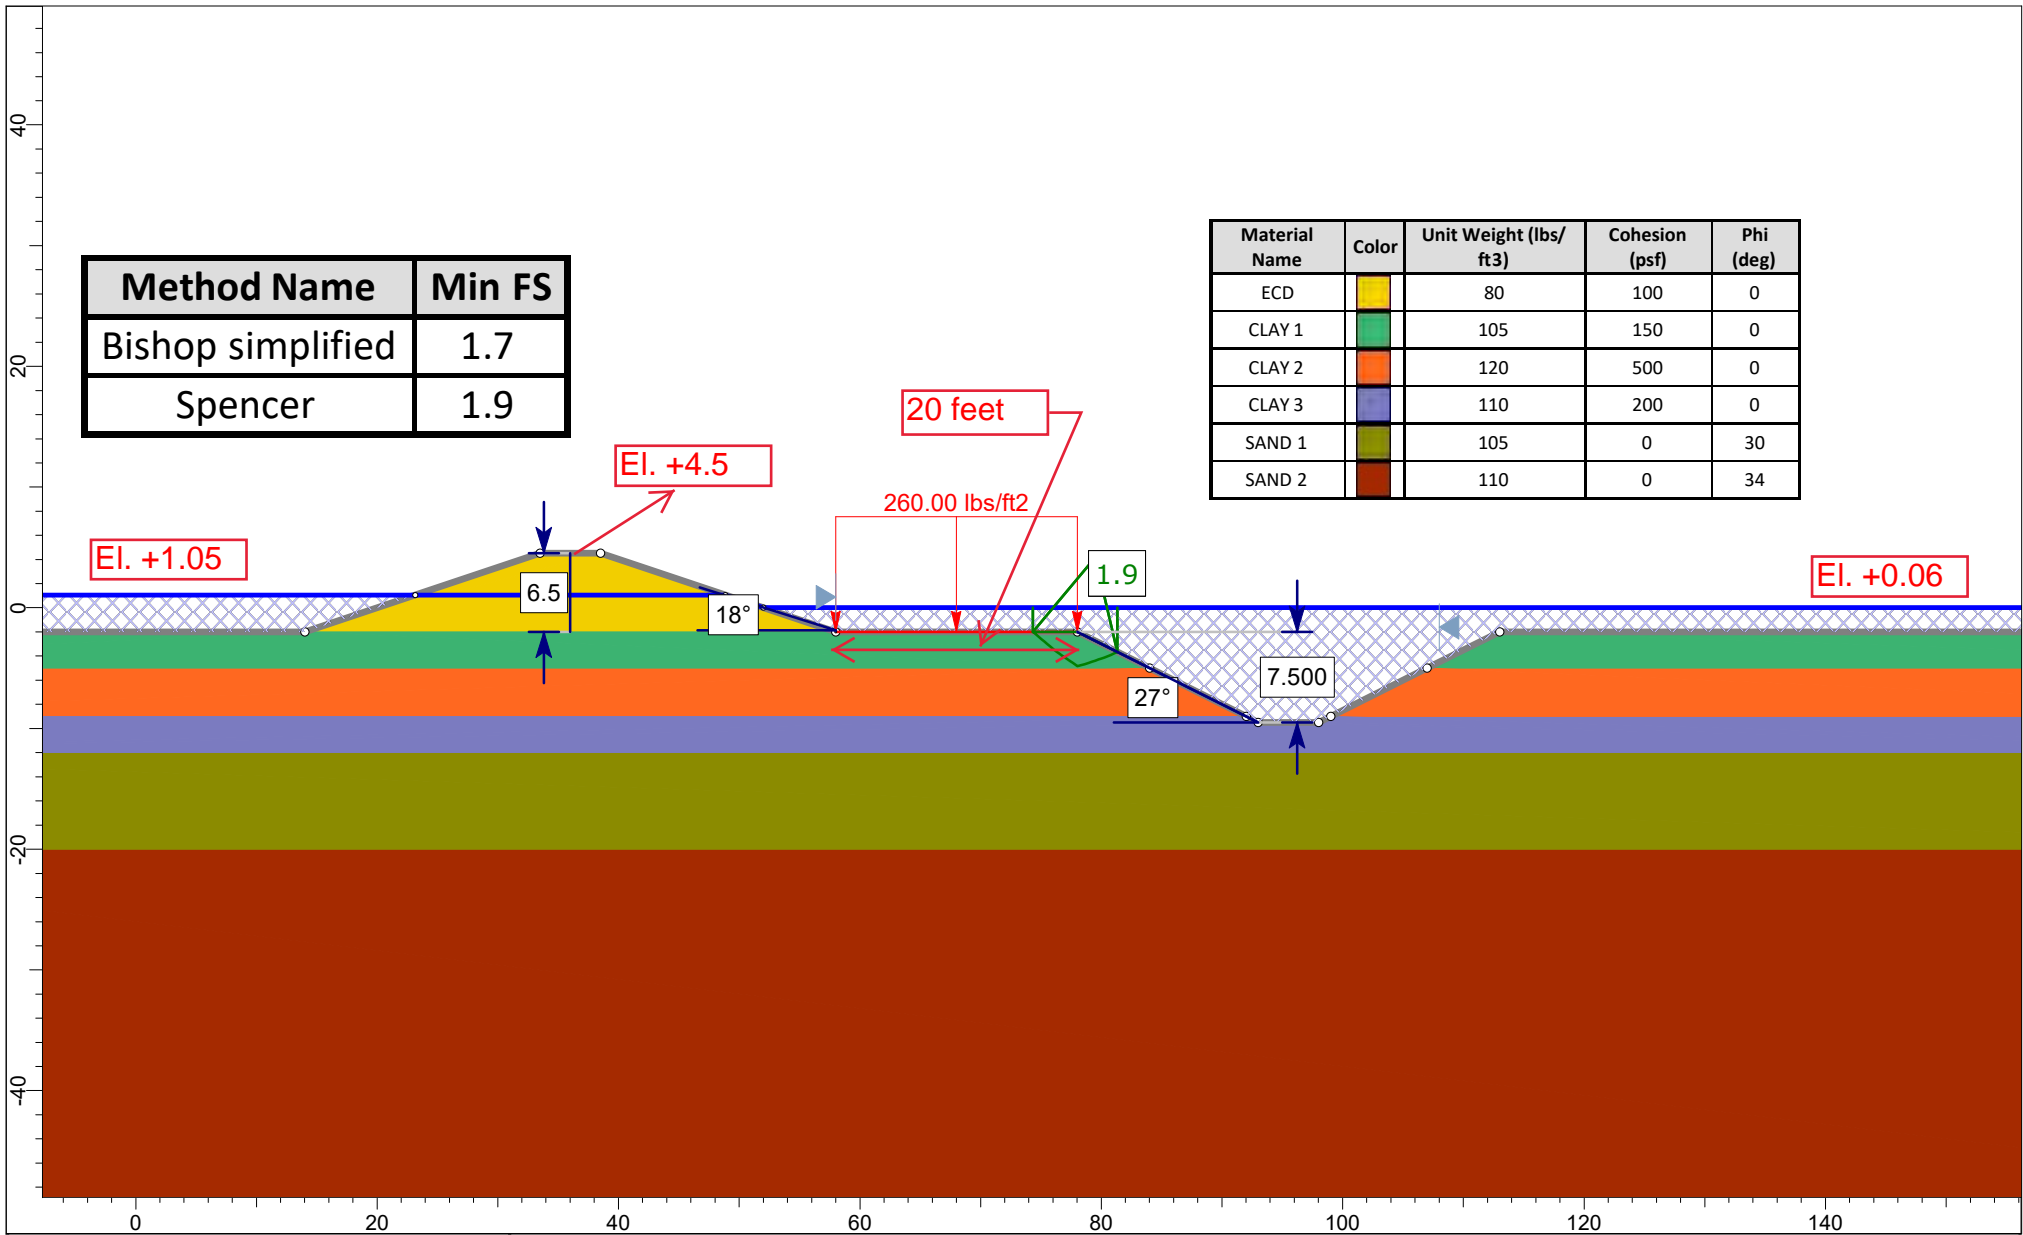 40
20
0
-20
-40
Method Name Min FS
Bishop simplified 1.7
Spencer 1.9
Material Name Color Unit Weight (lbs/ft3) Cohesion (psf) Phi (deg)
ECD 80 100 0
CLAY 1 105 150 0
CLAY 2 120 500 0
CLAY 3 110 200 0
SAND 1 105 0 30
SAND 2 110 0 34
20 feet
El. +4.5
260.00 lbs/ft2
El. +1.05
1.9
El. +0.06
6.5
18°
7.500
27°
0 20 40 60 80 100 120 140